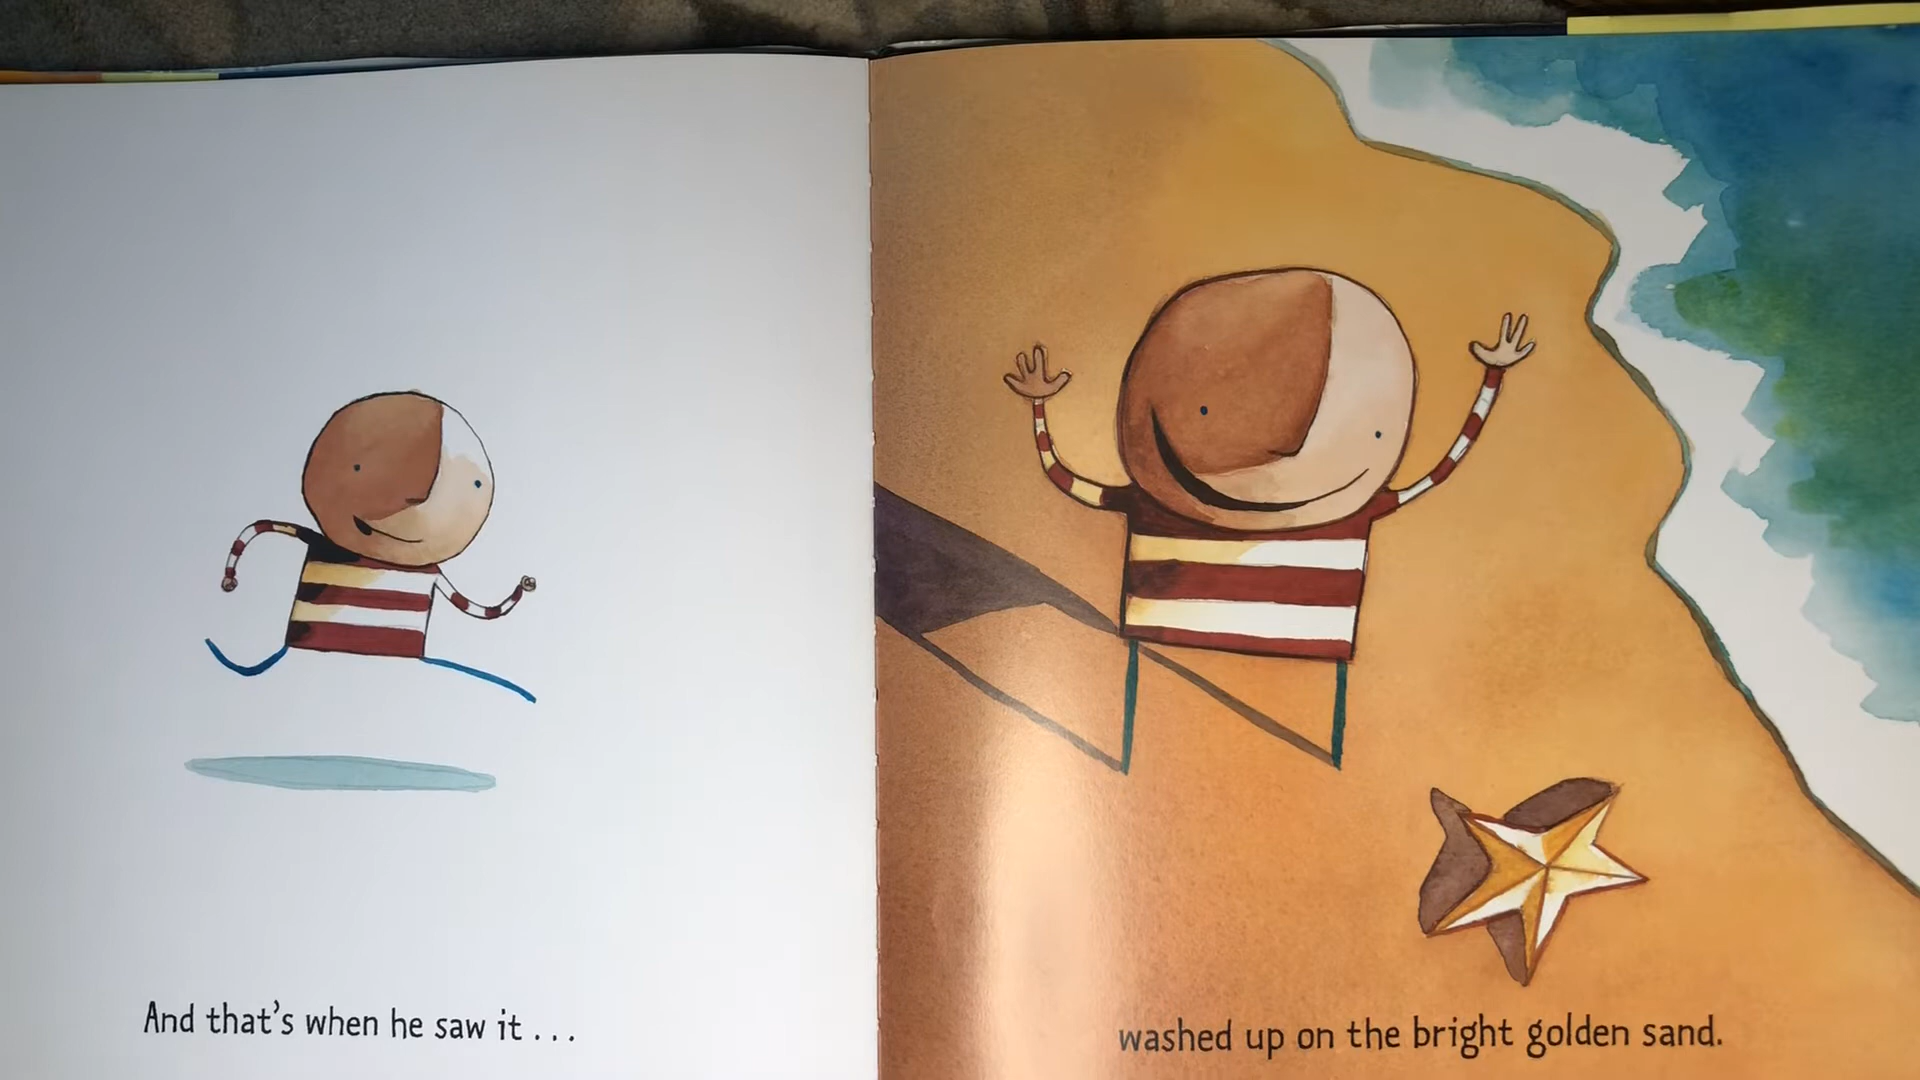 And that's when he saw it . . .
washed up on the bright golden sand.